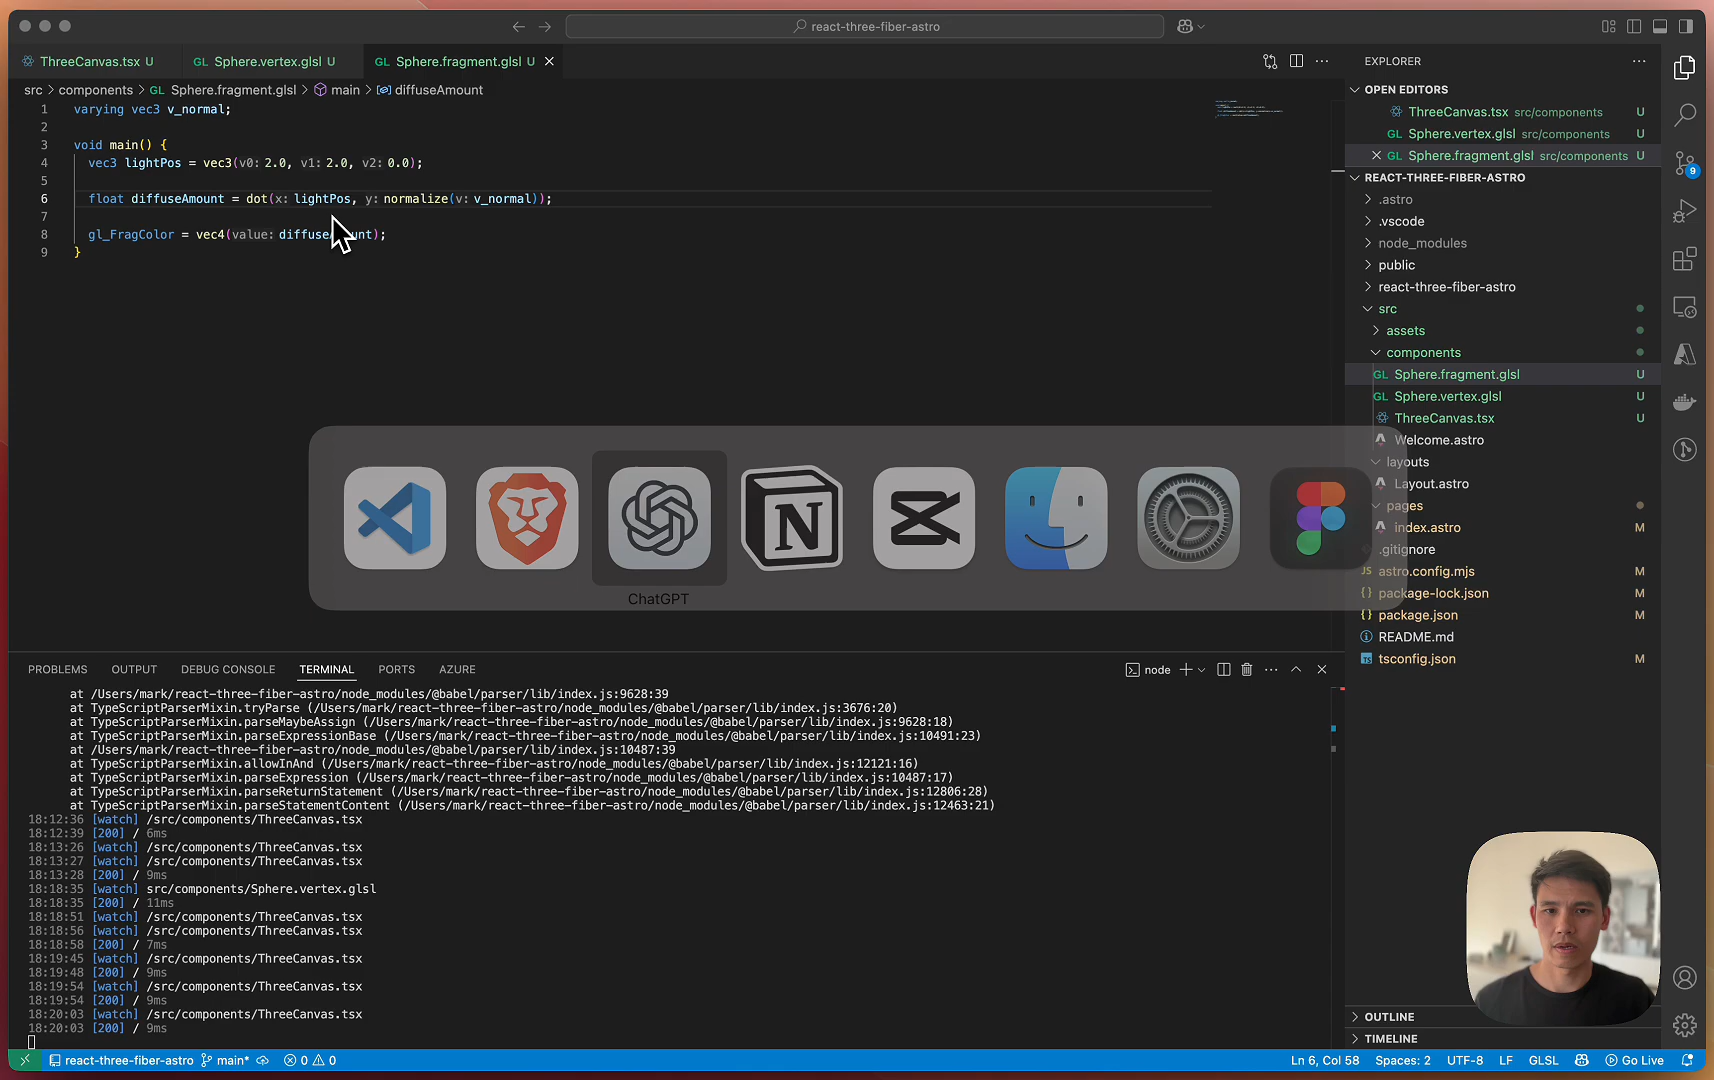 react-three-fiber-astro
ThreeCanvas.tsx U
GL Sphere.vertex.glsl U
GL Sphere.fragment.glsl U
src > components > GL Sphere.fragment.glsl > main > diffuseAmount
1 varying vec3 v_normal;
2
3 void main() {
4 vec3 lightPos = vec3(v0: 2.0, v1: 2.0, v2: 0.0);
5
6 float diffuseAmount = dot(x: lightPos, y: normalize(v: v_normal));
7
8 gl_FragColor = vec4(value: diffuseAmount);
9 }
ChatGPT
PROBLEMS OUTPUT DEBUG CONSOLE TERMINAL PORTS AZURE
node
at /Users/mark/react-three-fiber-astro/node_modules/@babel/parser/lib/index.js:9628:39
at TypeScriptParserMixin.tryParse (/Users/mark/react-three-fiber-astro/node_modules/@babel/parser/lib/index.js:3676:20)
at TypeScriptParserMixin.parseMaybeAssign (/Users/mark/react-three-fiber-astro/node_modules/@babel/parser/lib/index.js:9628:18)
at TypeScriptParserMixin.parseExpressionBase (/Users/mark/react-three-fiber-astro/node_modules/@babel/parser/lib/index.js:10491:23)
at /Users/mark/react-three-fiber-astro/node_modules/@babel/parser/lib/index.js:10487:39
at TypeScriptParserMixin.allowInAnd (/Users/mark/react-three-fiber-astro/node_modules/@babel/parser/lib/index.js:12121:16)
at TypeScriptParserMixin.parseExpression (/Users/mark/react-three-fiber-astro/node_modules/@babel/parser/lib/index.js:10487:17)
at TypeScriptParserMixin.parseReturnStatement (/Users/mark/react-three-fiber-astro/node_modules/@babel/parser/lib/index.js:12806:28)
at TypeScriptParserMixin.parseStatementContent (/Users/mark/react-three-fiber-astro/node_modules/@babel/parser/lib/index.js:12463:21)
18:12:36 [watch] /src/components/ThreeCanvas.tsx
18:12:39 [200] / 6ms
18:13:26 [watch] /src/components/ThreeCanvas.tsx
18:13:27 [watch] /src/components/ThreeCanvas.tsx
18:13:28 [200] / 9ms
18:18:35 [watch] src/components/Sphere.vertex.glsl
18:18:35 [200] / 11ms
18:18:51 [watch] /src/components/ThreeCanvas.tsx
18:18:56 [watch] /src/components/ThreeCanvas.tsx
18:18:58 [200] / 7ms
18:19:45 [watch] /src/components/ThreeCanvas.tsx
18:19:48 [200] / 9ms
18:19:54 [watch] /src/components/ThreeCanvas.tsx
18:19:54 [200] / 9ms
18:20:03 [watch] /src/components/ThreeCanvas.tsx
18:20:03 [200] / 9ms
EXPLORER
OPEN EDITORS
ThreeCanvas.tsx src/components U
GL Sphere.vertex.glsl src/components U
GL Sphere.fragment.glsl src/components U
REACT-THREE-FIBER-ASTRO
.astro
.vscode
node_modules
public
react-three-fiber-astro
src
assets
components
GL Sphere.fragment.glsl U
GL Sphere.vertex.glsl U
ThreeCanvas.tsx U
Welcome.astro
layouts
Layout.astro
pages
index.astro M
.gitignore
JS astro.config.mjs M
{} package-lock.json M
{} package.json M
README.md
TS tsconfig.json M
OUTLINE
TIMELINE
9
react-three-fiber-astro main* 0 0
Ln 6, Col 58 Spaces: 2 UTF-8 LF GLSL Go Live